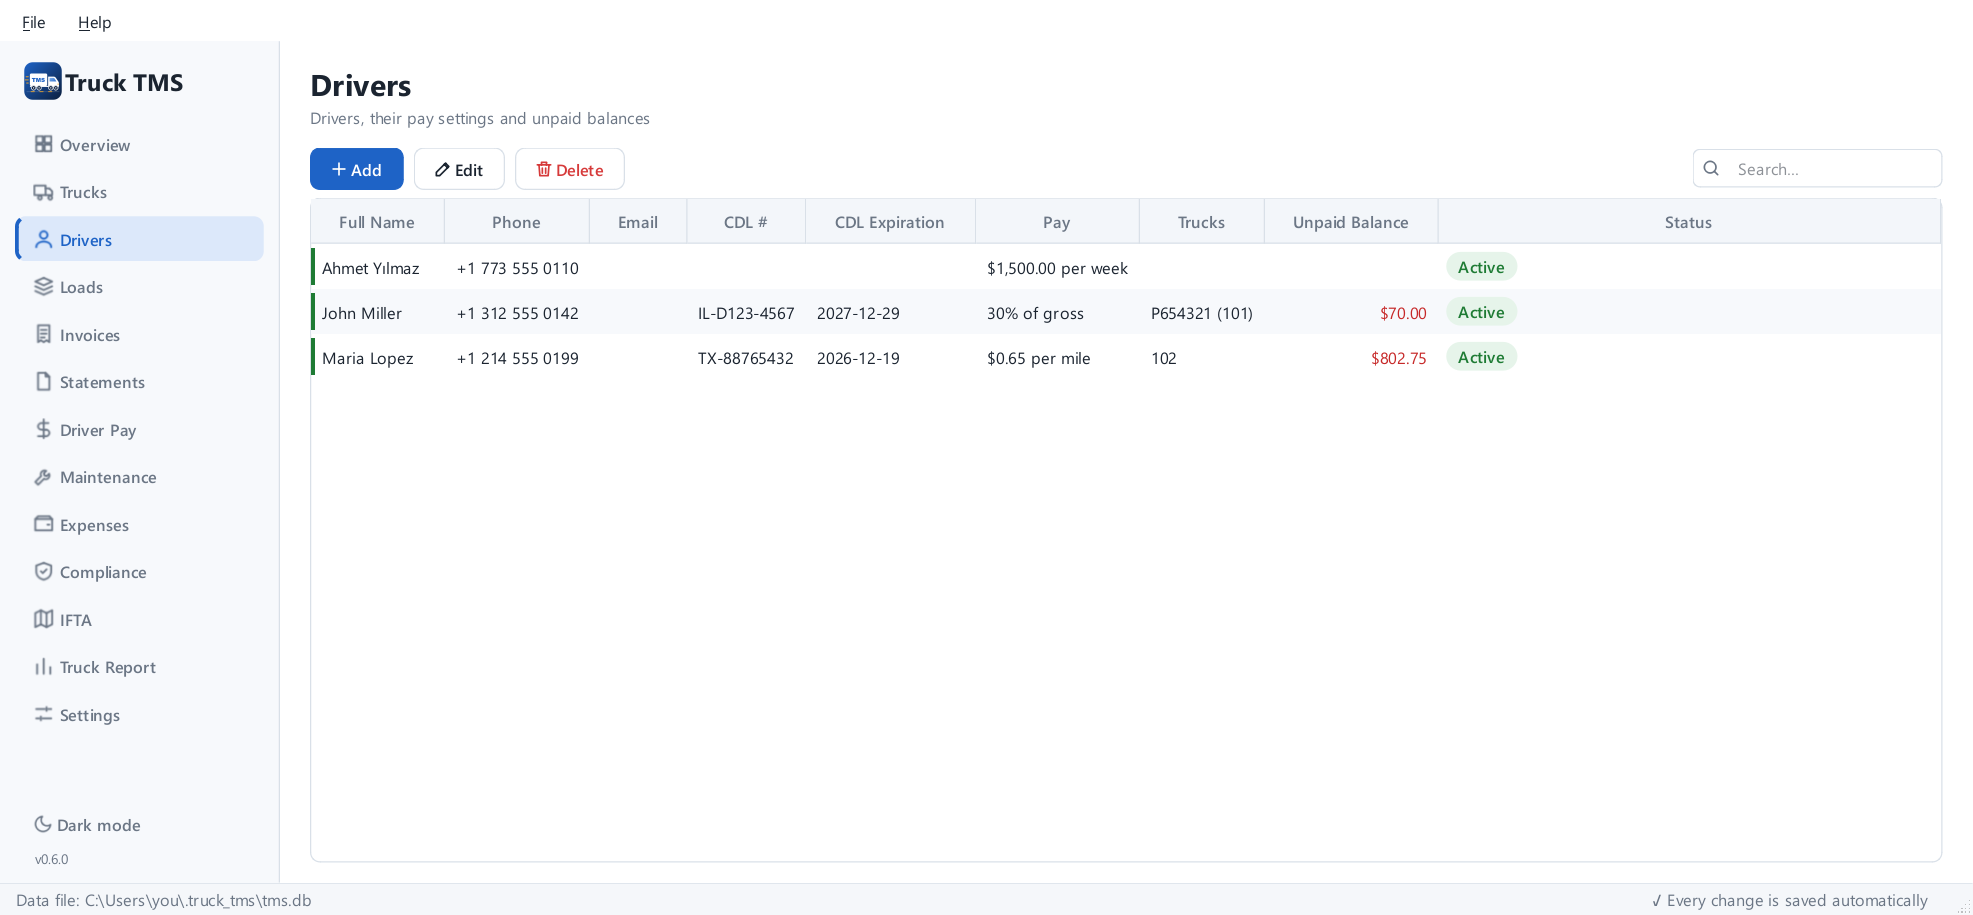 File Help
TMS
Truck TMS
Overview
Trucks
Drivers
Loads
Invoices
Statements
Driver Pay
Maintenance
Expenses
Compliance
IFTA
Truck Report
Settings
Dark mode
v0.6.0
Drivers
Drivers, their pay settings and unpaid balances
Add Edit Delete Search...
Full Name Phone Email CDL # CDL Expiration Pay Trucks Unpaid Balance Status
Ahmet Yılmaz +1 773 555 0110 $1,500.00 per week Active
John Miller +1 312 555 0142 IL-D123-4567 2027-12-29 30% of gross P654321 (101) $70.00 Active
Maria Lopez +1 214 555 0199 TX-88765432 2026-12-19 $0.65 per mile 102 $802.75 Active
Data file: C:\Users\you\.truck_tms\tms.db ✓ Every change is saved automatically